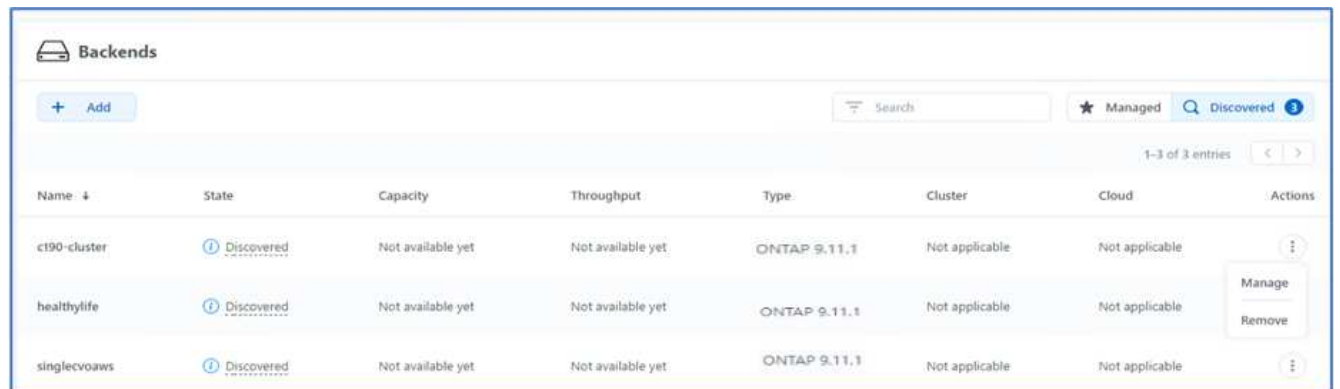 Backends
+ Add
Search
Managed
Discovered 3
1-3 of 3 entries < >
Name ↓ State Capacity Throughput Type Cluster Cloud Actions
c190-cluster Discovered Not available yet Not available yet ONTAP 9.11.1 Not applicable Not applicable
Manage
healthylife Discovered Not available yet Not available yet ONTAP 9.11.1 Not applicable Not applicable
Remove
singlecvoaws Discovered Not available yet Not available yet ONTAP 9.11.1 Not applicable Not applicable